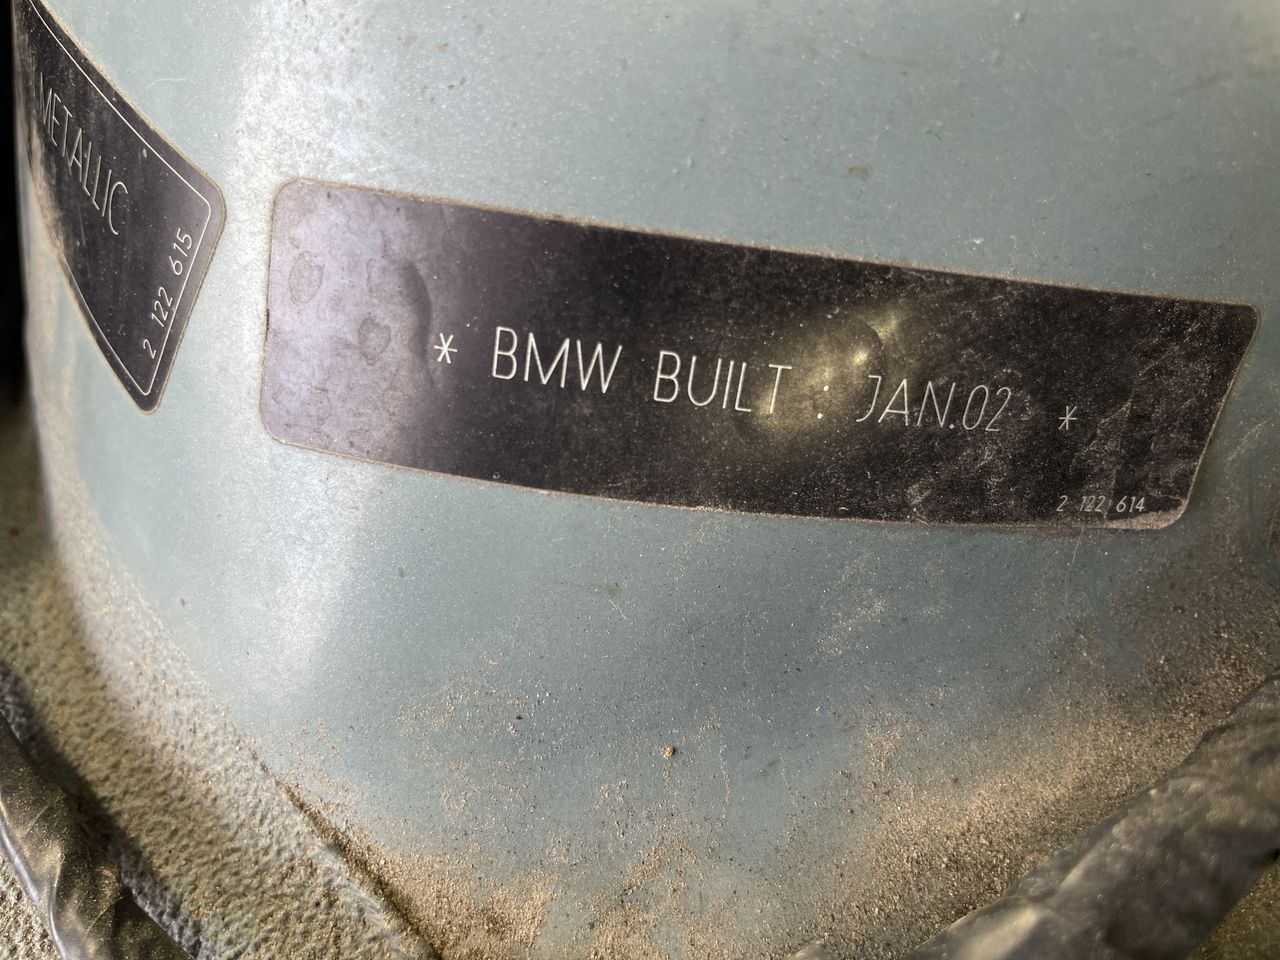 METALLIC
2 122 615
* BMW BUILT : JAN.02 *
2 122 614